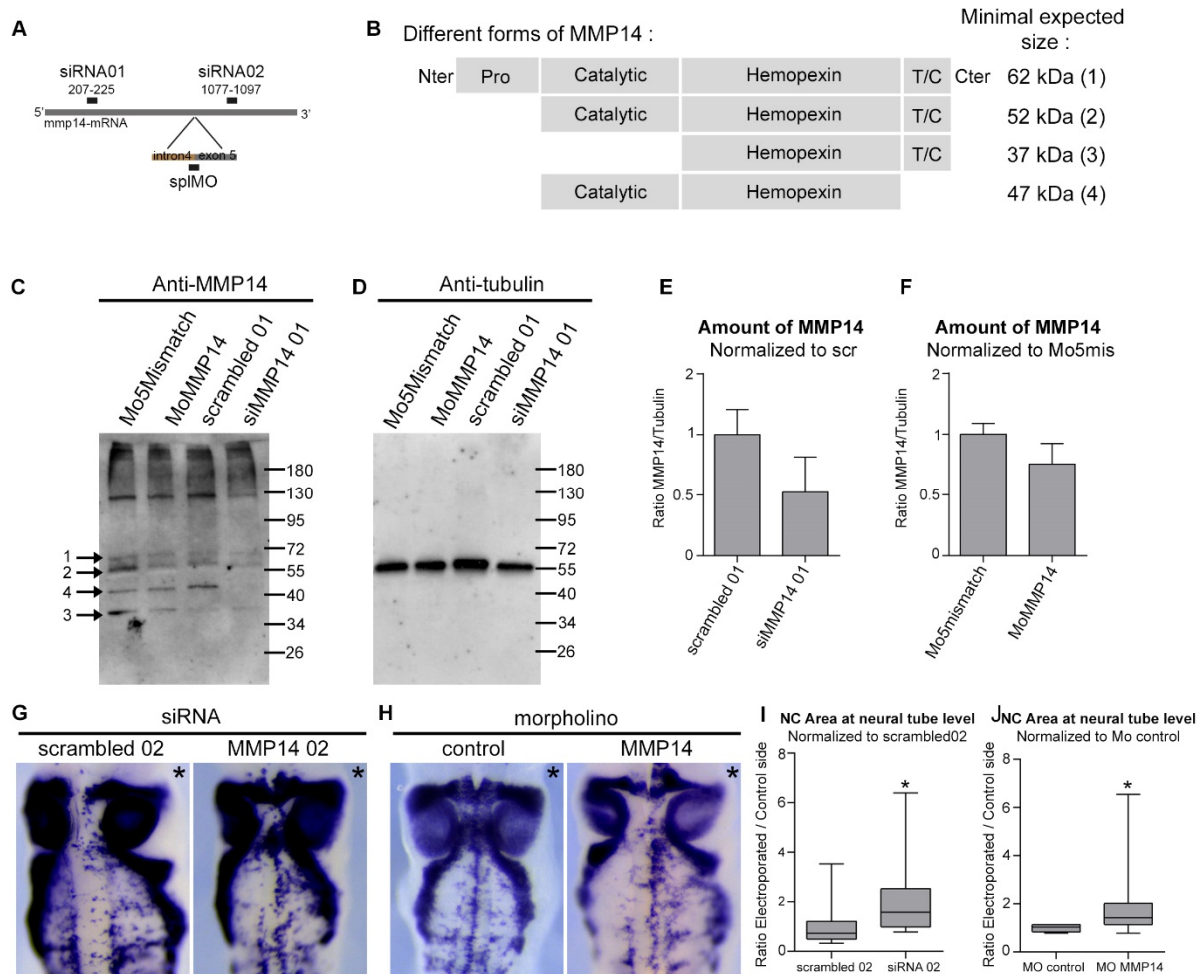 A
siRNA01
207-225
siRNA02
1077-1097
5'
3'
mmp14-mRNA
intron4 exon 5
splMO
B
Different forms of MMP14 :
Minimal expected
size :
Nter Pro Catalytic Hemopexin T/C Cter 62 kDa (1)
Catalytic Hemopexin T/C 52 kDa (2)
Hemopexin T/C 37 kDa (3)
Catalytic Hemopexin 47 kDa (4)
C
Anti-MMP14
Mo5Mismatch
MoMMP14
scrambled 01
siMMP14 01
180
130
95
72
55
40
34
26
1
2
4
3
D
Anti-tubulin
Mo5Mismatch
MoMMP14
scrambled 01
siMMP14 01
180
130
95
72
55
40
34
26
E
Amount of MMP14
Normalized to scr
Ratio MMP14/Tubulin
2
1
0.5
0
scrambled 01
siMMP14 01
F
Amount of MMP14
Normalized to Mo5mis
Ratio MMP14/Tubulin
2
1
0.5
0
Mo5mismatch
MoMMP14
G
siRNA
scrambled 02
MMP14 02
*
*
H
morpholino
control
MMP14
*
*
I
NC Area at neural tube level
Normalized to scrambled02
Ratio Electroporated / Control side
8
6
4
2
0
*
scrambled 02
siRNA 02
J
NC Area at neural tube level
Normalized to Mo control
Ratio Electroporated / Control side
8
6
4
2
0
*
MO control
MO MMP14